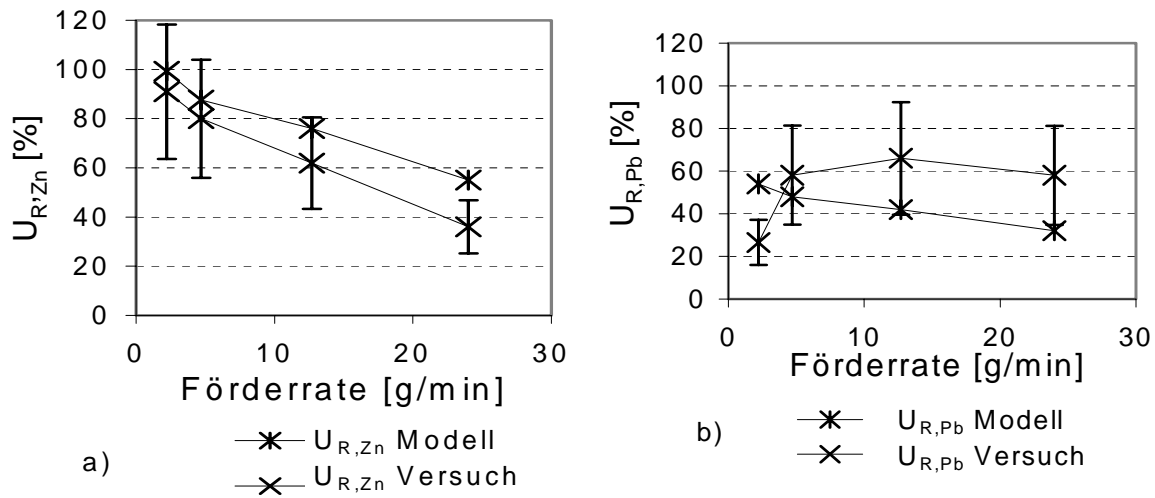 120
100
80
60
40
20
0
U_R,Zn [%]
0 10 20 30
Förderrate [g/min]
U_R,Zn Modell
U_R,Zn Versuch
a)
120
100
80
60
40
20
0
U_R,Pb [%]
0 10 20 30
Förderrate [g/min]
U_R,Pb Modell
U_R,Pb Versuch
b)